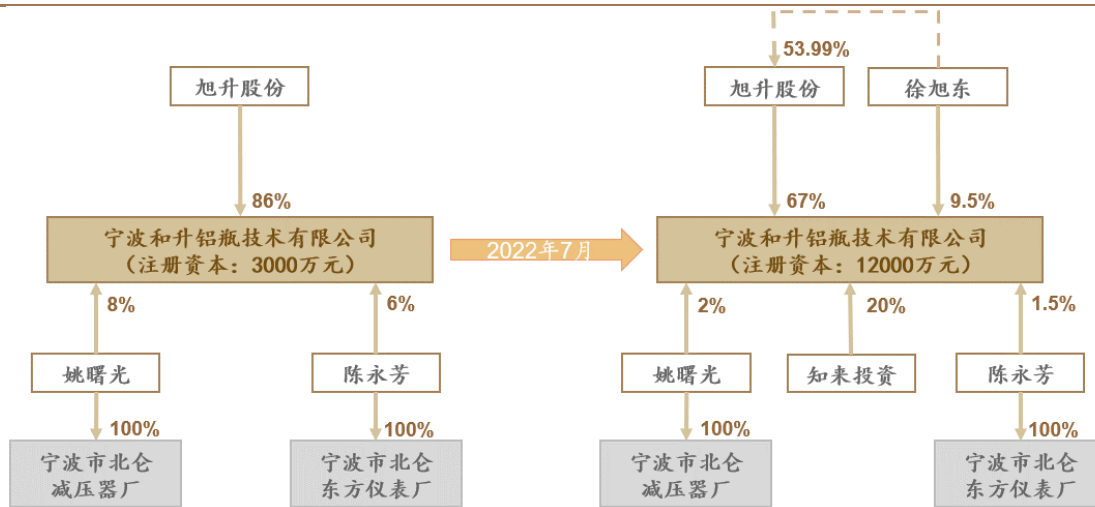 53.99%
旭升股份
旭升股份
徐旭东
86%
67%
9.5%
宁波和升铝瓶技术有限公司
（注册资本：3000万元）
2022年7月
宁波和升铝瓶技术有限公司
（注册资本：12000万元）
8%
6%
2%
20%
1.5%
姚曙光
陈永芳
姚曙光
知来投资
陈永芳
100%
100%
100%
100%
宁波市北仑
减压器厂
宁波市北仑
东方仪表厂
宁波市北仑
减压器厂
宁波市北仑
东方仪表厂